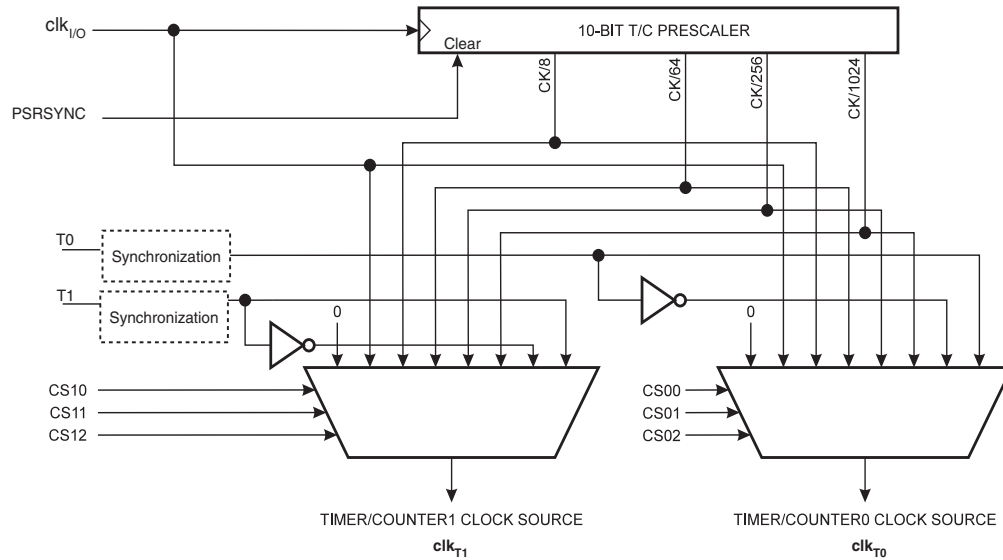 clkI/O
10-BIT T/C PRESCALER
Clear
PSRSYNC
CK/8
CK/64
CK/256
CK/1024
T0
Synchronization
T1
Synchronization
0
0
CS10
CS11
CS12
CS00
CS01
CS02
TIMER/COUNTER1 CLOCK SOURCE
clkT1
TIMER/COUNTER0 CLOCK SOURCE
clkT0